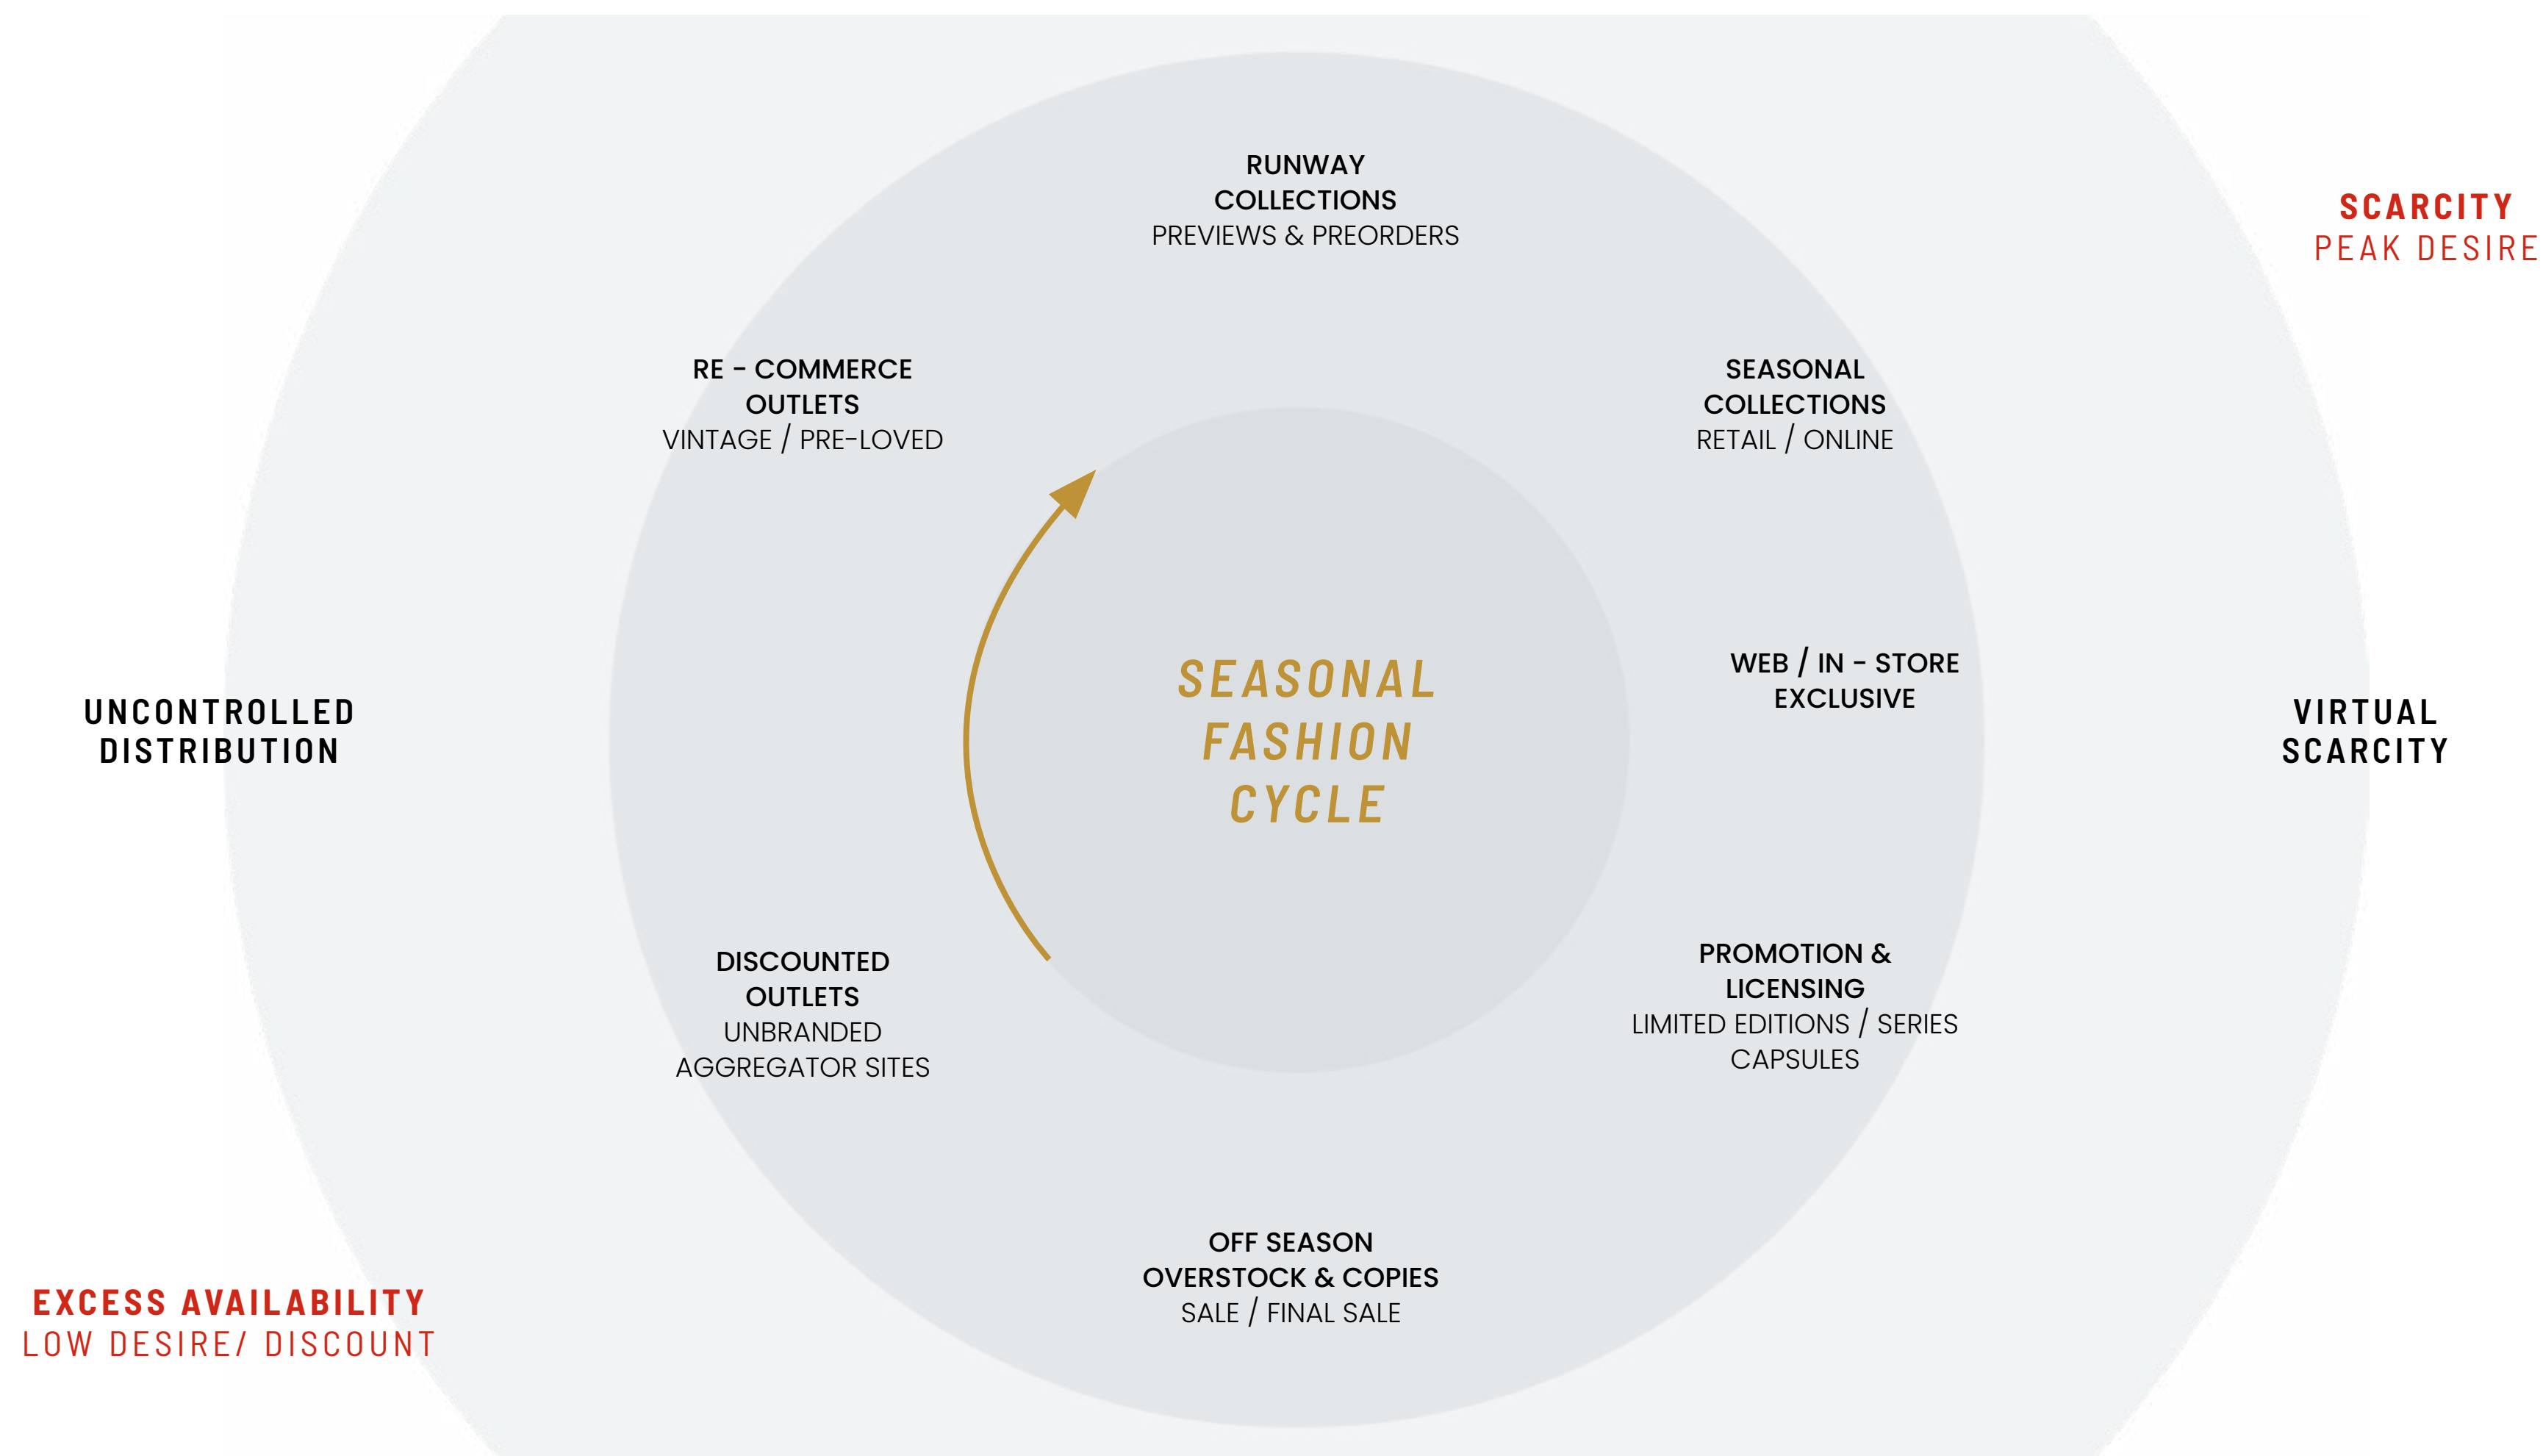 RUNWAY
COLLECTIONS
PREVIEWS & PREORDERS
SCARCITY
PEAK DESIRE
RE - COMMERCE
OUTLETS
VINTAGE / PRE-LOVED
SEASONAL
COLLECTIONS
RETAIL / ONLINE
WEB / IN - STORE
EXCLUSIVE
SEASONAL
FASHION
CYCLE
UNCONTROLLED
DISTRIBUTION
VIRTUAL
SCARCITY
DISCOUNTED
OUTLETS
UNBRANDED
AGGREGATOR SITES
PROMOTION &
LICENSING
LIMITED EDITIONS / SERIES
CAPSULES
OFF SEASON
OVERSTOCK & COPIES
SALE / FINAL SALE
EXCESS AVAILABILITY
LOW DESIRE/ DISCOUNT